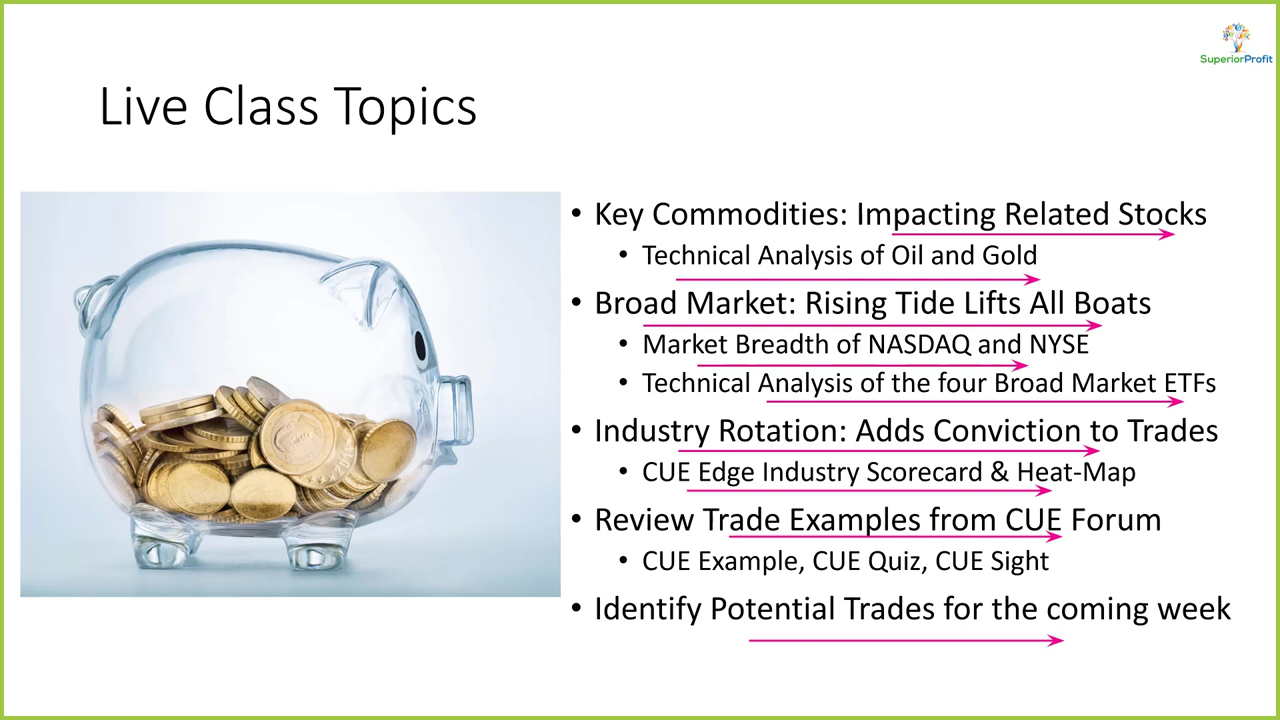 SuperiorProfit
Live Class Topics
• Key Commodities: Impacting Related Stocks
• Technical Analysis of Oil and Gold
• Broad Market: Rising Tide Lifts All Boats
• Market Breadth of NASDAQ and NYSE
• Technical Analysis of the four Broad Market ETFs
• Industry Rotation: Adds Conviction to Trades
• CUE Edge Industry Scorecard & Heat-Map
• Review Trade Examples from CUE Forum
• CUE Example, CUE Quiz, CUE Sight
• Identify Potential Trades for the coming week